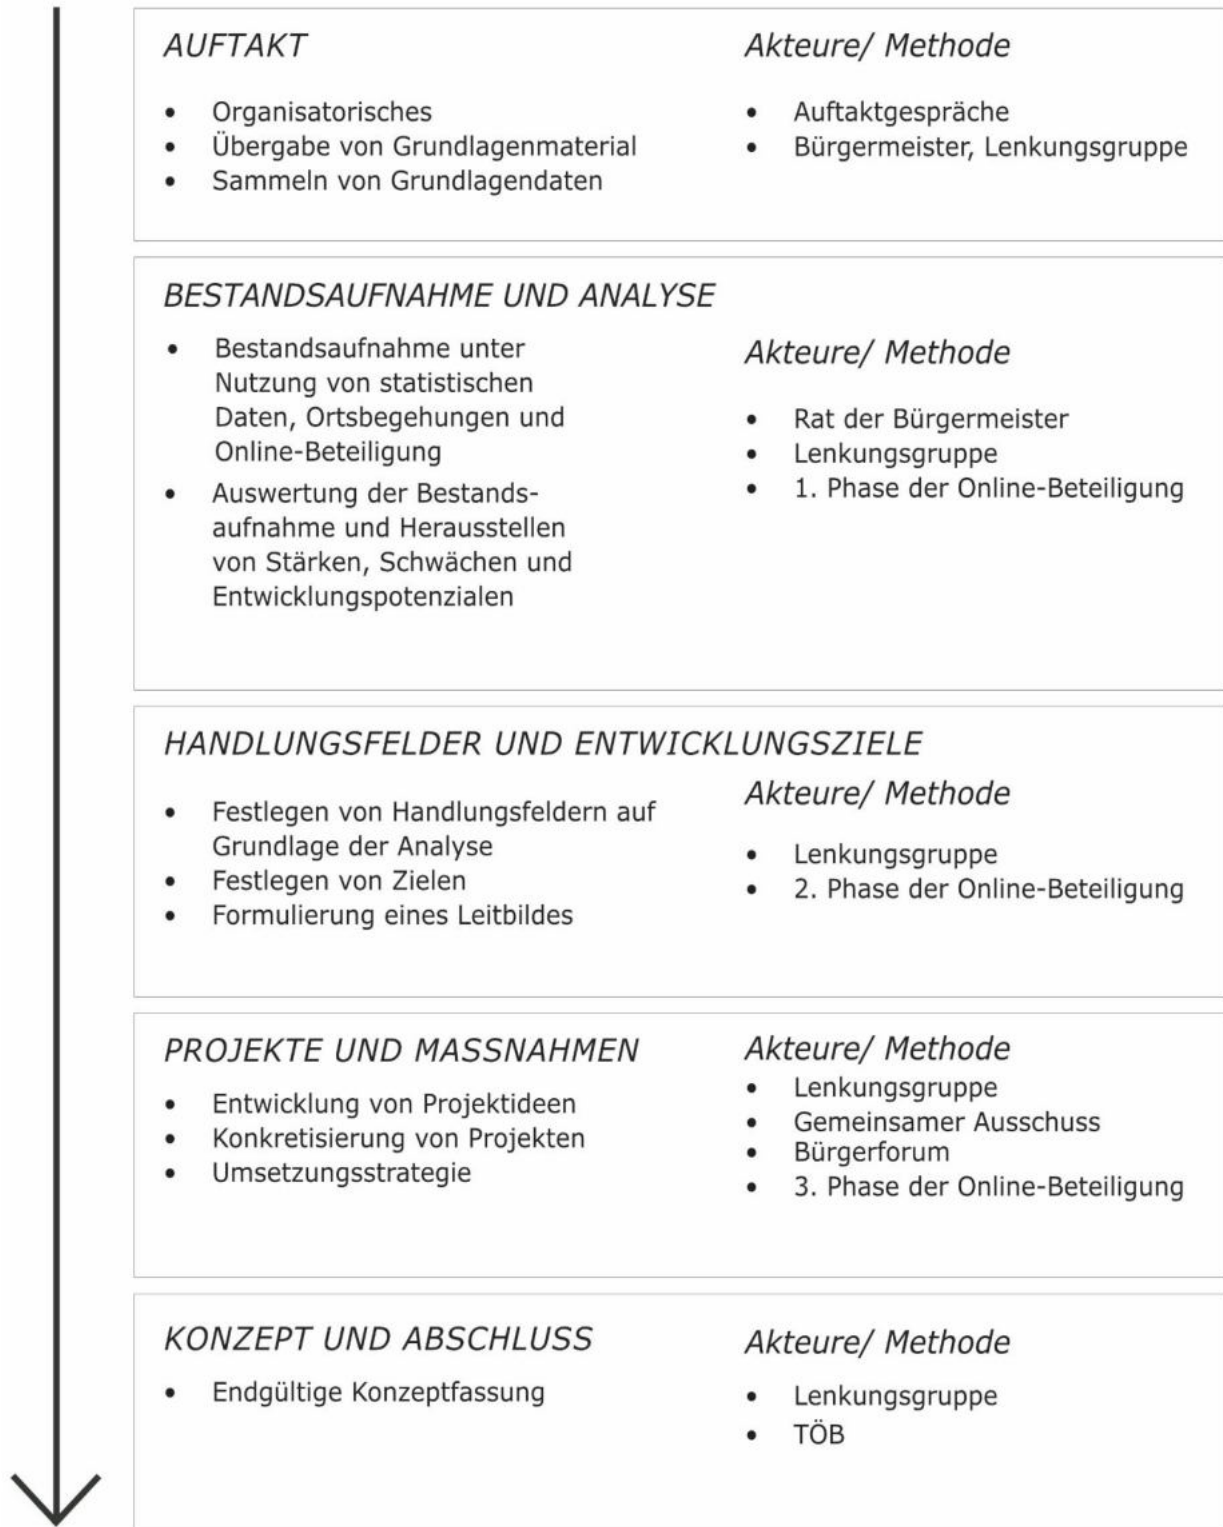 AUFTAKT
• Organisatorisches
• Übergabe von Grundlagenmaterial
• Sammeln von Grundlagendaten
Akteure/ Methode
• Auftaktgespräche
• Bürgermeister, Lenkungsgruppe
BESTANDSAUFNAHME UND ANALYSE
• Bestandsaufnahme unter
Nutzung von statistischen
Daten, Ortsbegehungen und
Online-Beteiligung
• Auswertung der Bestands-
aufnahme und Herausstellen
von Stärken, Schwächen und
Entwicklungspotenzialen
Akteure/ Methode
• Rat der Bürgermeister
• Lenkungsgruppe
• 1. Phase der Online-Beteiligung
HANDLUNGSFELDER UND ENTWICKLUNGSZIELE
• Festlegen von Handlungsfeldern auf
Grundlage der Analyse
• Festlegen von Zielen
• Formulierung eines Leitbildes
Akteure/ Methode
• Lenkungsgruppe
• 2. Phase der Online-Beteiligung
PROJEKTE UND MASSNAHMEN
• Entwicklung von Projektideen
• Konkretisierung von Projekten
• Umsetzungsstrategie
Akteure/ Methode
• Lenkungsgruppe
• Gemeinsamer Ausschuss
• Bürgerforum
• 3. Phase der Online-Beteiligung
KONZEPT UND ABSCHLUSS
• Endgültige Konzeptfassung
Akteure/ Methode
• Lenkungsgruppe
• TÖB